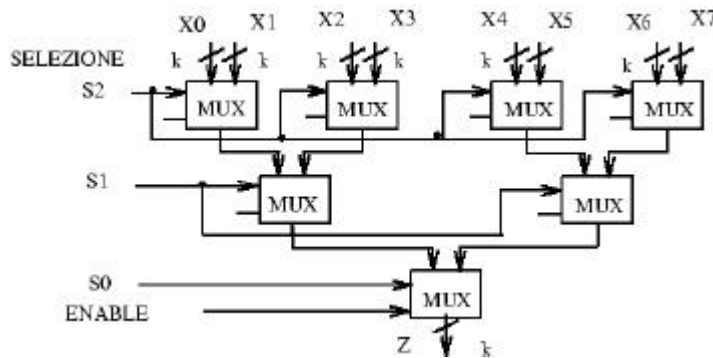 X0 X1 X2 X3 X4 X5 X6 X7
SELEZIONE k k k k k k k
S2 MUX MUX MUX MUX
S1 MUX MUX
S0 MUX
ENABLE
Z k